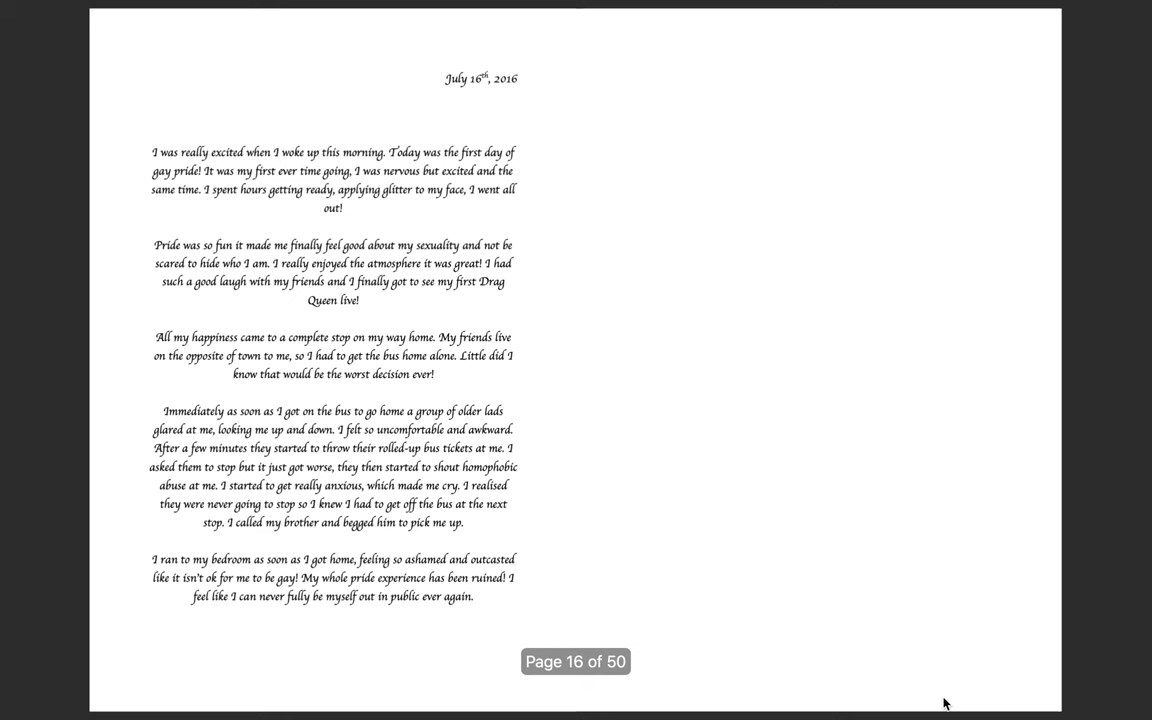 July 16th, 2016
I was really excited when I woke up this morning. Today was the first day of
gay pride! It was my first ever time going, I was nervous but excited and the
same time. I spent hours getting ready, applying glitter to my face, I went all
out!
Pride was so fun it made me finally feel good about my sexuality and not be
scared to hide who I am. I really enjoyed the atmosphere it was great! I had
such a good laugh with my friends and I finally got to see my first Drag
Queen live!
All my happiness came to a complete stop on my way home. My friends live
on the opposite of town to me, so I had to get the bus home alone. Little did I
know that would be the worst decision ever!
Immediately as soon as I got on the bus to go home a group of older lads
glared at me, looking me up and down. I felt so uncomfortable and awkward.
After a few minutes they started to throw their rolled-up bus tickets at me. I
asked them to stop but it just got worse, they then started to shout homophobic
abuse at me. I started to get really anxious, which made me cry. I realised
they were never going to stop so I knew I had to get off the bus at the next
stop. I called my brother and begged him to pick me up.
I ran to my bedroom as soon as I got home, feeling so ashamed and outcasted
like it isn't ok for me to be gay! My whole pride experience has been ruined! I
feel like I can never fully be myself out in public ever again.
Page 16 of 50